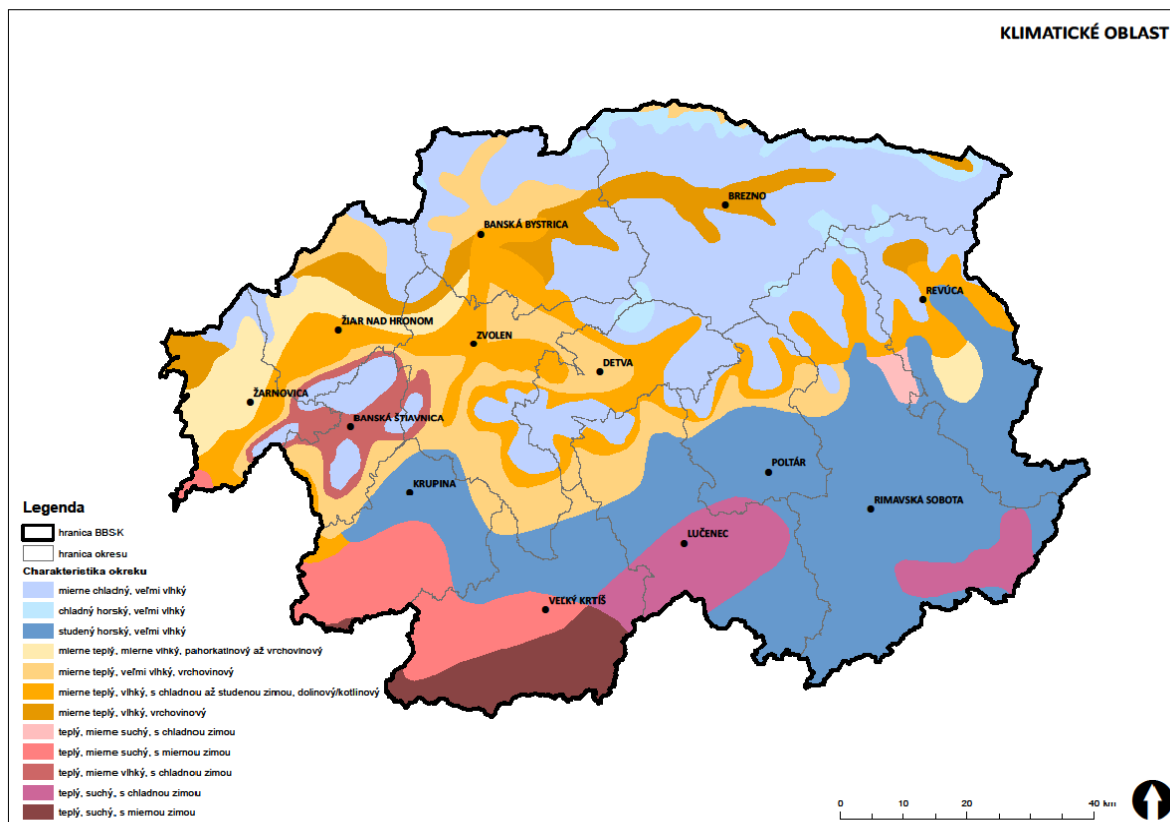 KLIMATICKÉ OBLAST
BREZNO
BANSKÁ BYSTRICA
REVÚCA
ŽIAR NAD HRONOM
ZVOLEN
DETVA
ŽARNOVICA
BANSKÁ ŠTIAVNICA
POLTÁR
KRUPINA
RIMAVSKÁ SOBOTA
LUČENEC
VEĽKÝ KRTÍŠ
Legenda
hranica BBSK
hranica okresu
Charakteristika okrsku
mierne chladný, veľmi vlhký
chladný horský, veľmi vlhký
studený horský, veľmi vlhký
mierne teplý, mierne vlhký, pahorkatinový až vrchovinový
mierne teplý, veľmi vlhký, vrchovinový
mierne teplý, vlhký, s chladnou až studenou zimou, dolinový/kotlinový
mierne teplý, vlhký, vrchovinový
teplý, mierne suchý, s chladnou zimou
teplý, mierne suchý, s miernou zimou
teplý, mierne vlhký, s chladnou zimou
teplý, suchý, s chladnou zimou
teplý, suchý, s miernou zimou
0 10 20 40 km